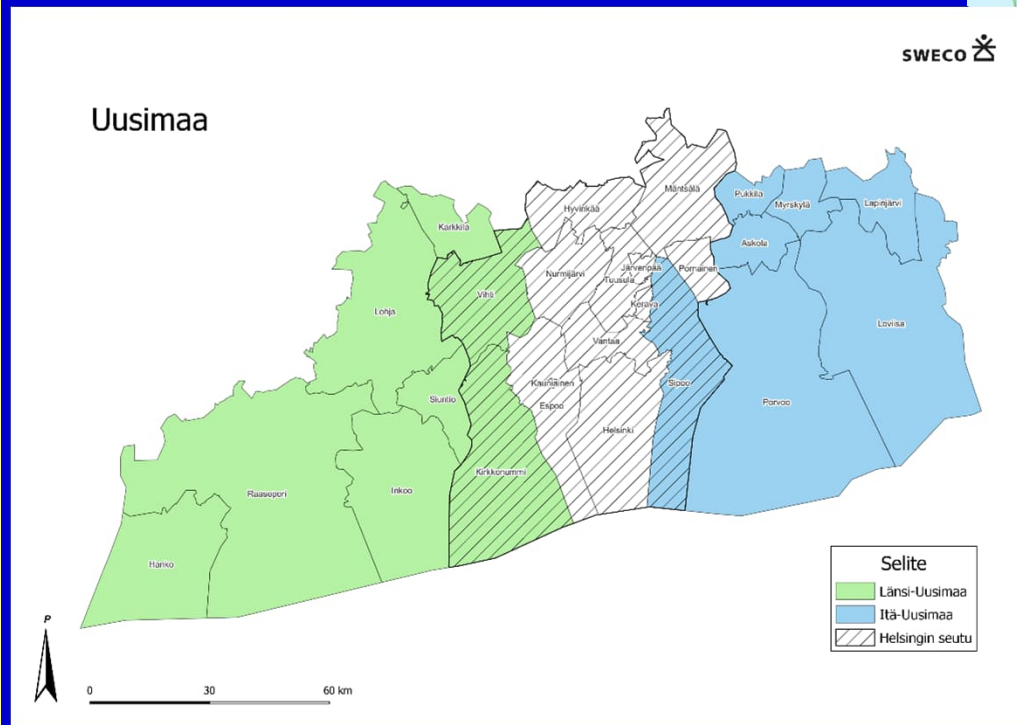 SWECO
Uusimaa
Mäntsälä
Pukkila
Myrskylä
Lapinjärvi
Hyvinkää
Karkkila
Askola
Nurmijärvi
Järvenpää
Pornainen
Tuusula
Vihti
Kerava
Lohja
Loviisa
Vantaa
Kauniainen
Sipoo
Siuntio
Espoo
Porvoo
Helsinki
Kirkkonummi
Raasepori
Inkoo
Hanko
Selite
Länsi-Uusimaa
Itä-Uusimaa
Helsingin seutu
P
0 30 60 km